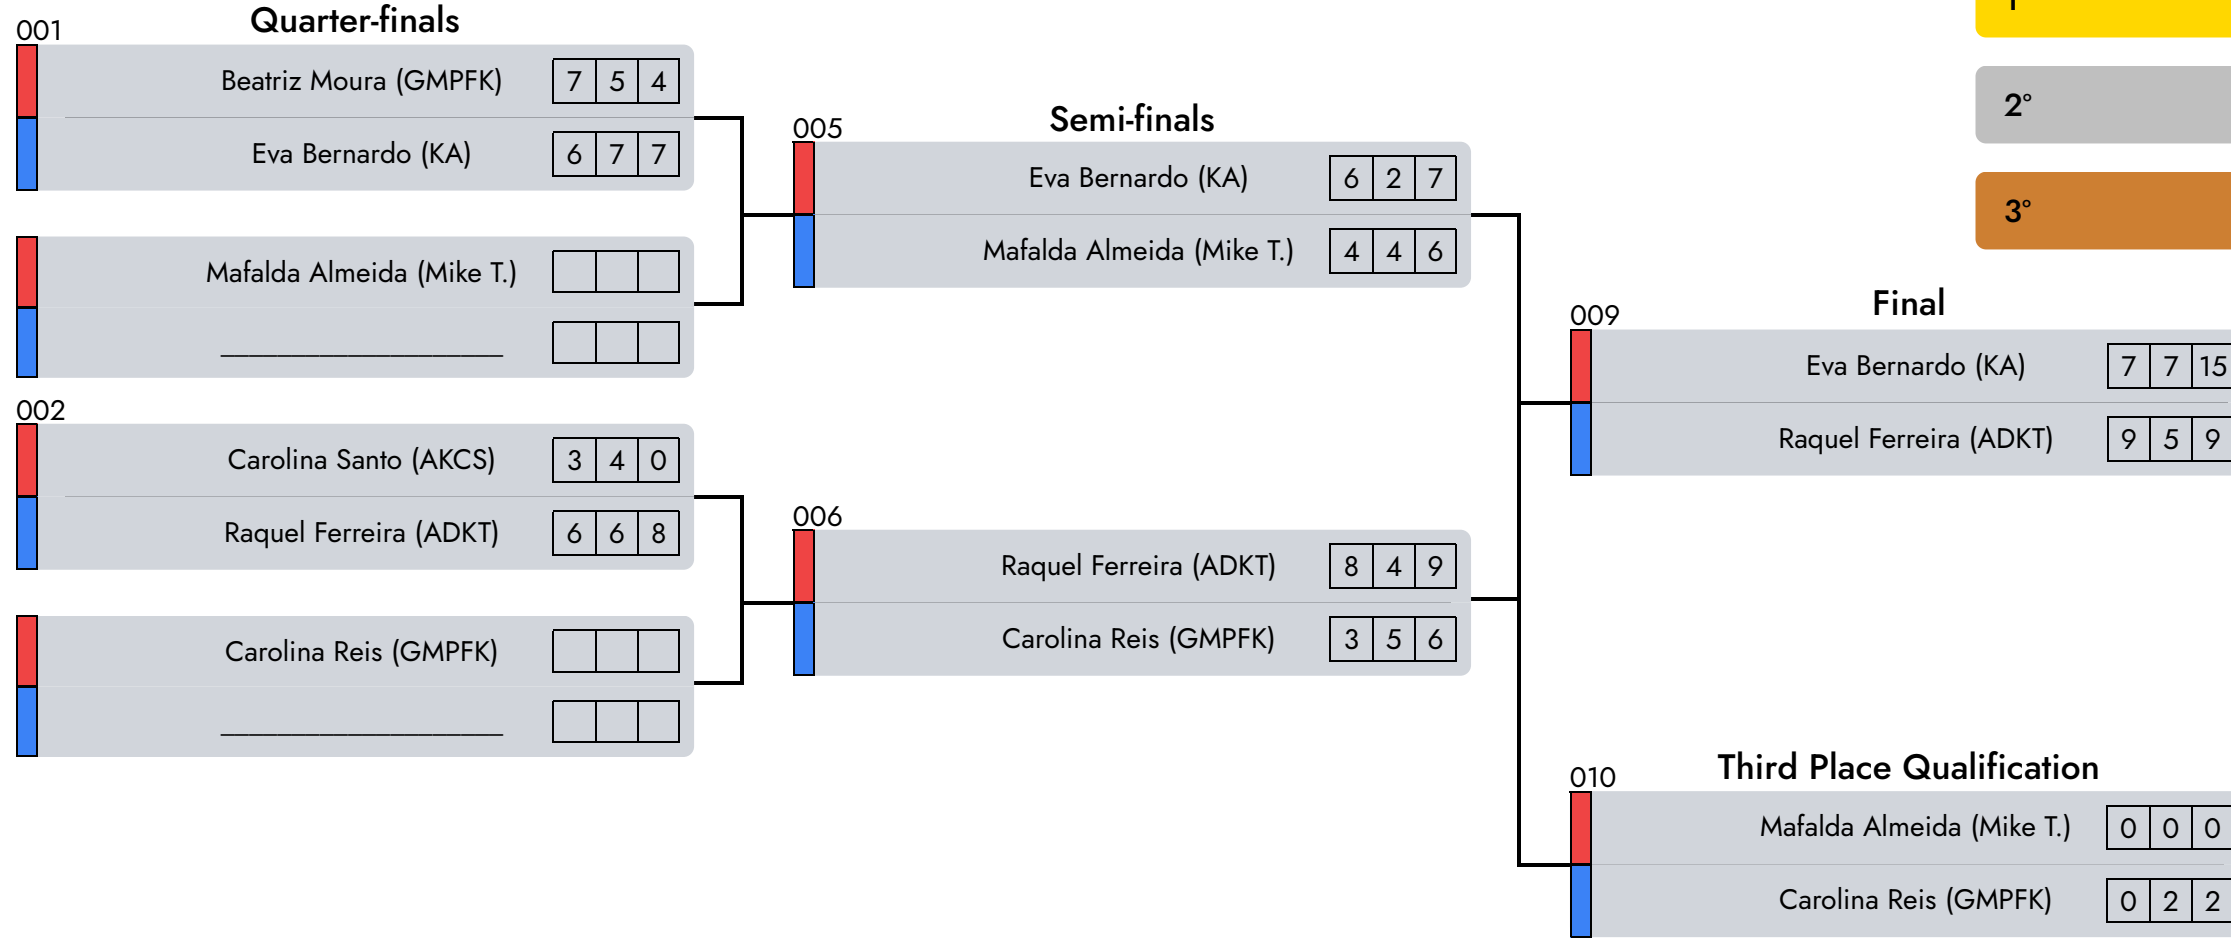 Quarter-finals
001
Beatriz Moura (GMPFK) 7 5 4
Eva Bernardo (KA) 6 7 7
Mafalda Almeida (Mike T.)
____________________
002
Carolina Santo (AKCS) 3 4 0
Raquel Ferreira (ADKT) 6 6 8
Carolina Reis (GMPFK)
____________________
Semi-finals
005
Eva Bernardo (KA) 6 2 7
Mafalda Almeida (Mike T.) 4 4 6
006
Raquel Ferreira (ADKT) 8 4 9
Carolina Reis (GMPFK) 3 5 6
2°
3°
Final
009
Eva Bernardo (KA) 7 7 15
Raquel Ferreira (ADKT) 9 5 9
Third Place Qualification
010
Mafalda Almeida (Mike T.) 0 0 0
Carolina Reis (GMPFK) 0 2 2